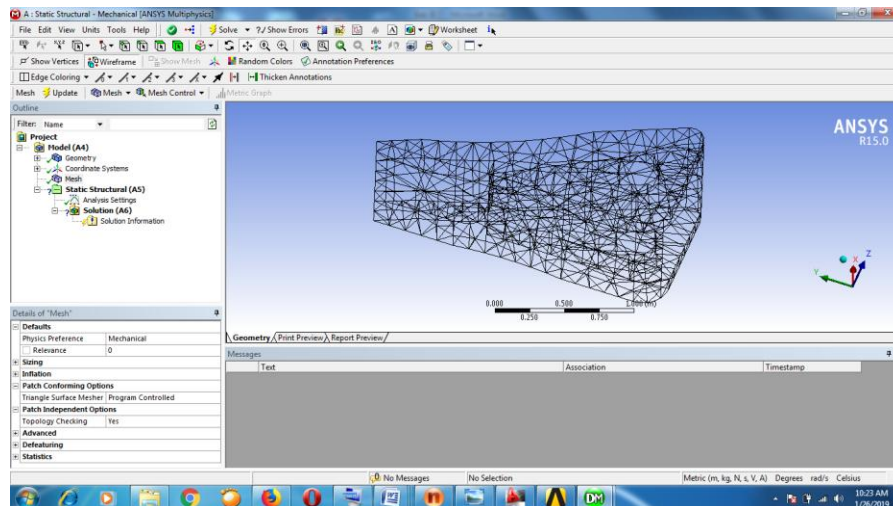 A : Static Structural - Mechanical [ANSYS Multiphysics]
File Edit View Units Tools Help Solve ?/ Show Errors Worksheet
Show Vertices Wireframe Show Mesh Random Colors Annotation Preferences
Edge Coloring Thicken Annotations
Mesh Update Mesh Mesh Control Metric Graph
Outline
Filter: Name
Project
Model (A4)
Geometry
Coordinate Systems
Mesh
Static Structural (A5)
Analysis Settings
Solution (A6)
Solution Information
ANSYS
R15.0
Y X Z
0.000 0.500 1.000 (m)
0.250 0.750
Geometry Print Preview Report Preview
Details of "Mesh"
Defaults
Physics Preference Mechanical
Relevance 0
Sizing
Inflation
Patch Conforming Options
Triangle Surface Mesher Program Controlled
Patch Independent Options
Topology Checking Yes
Advanced
Defeaturing
Statistics
Messages
Text Association Timestamp
No Messages No Selection Metric (m, kg, N, s, V, A) Degrees rad/s Celsius
DM
10:23 AM
1/26/2019